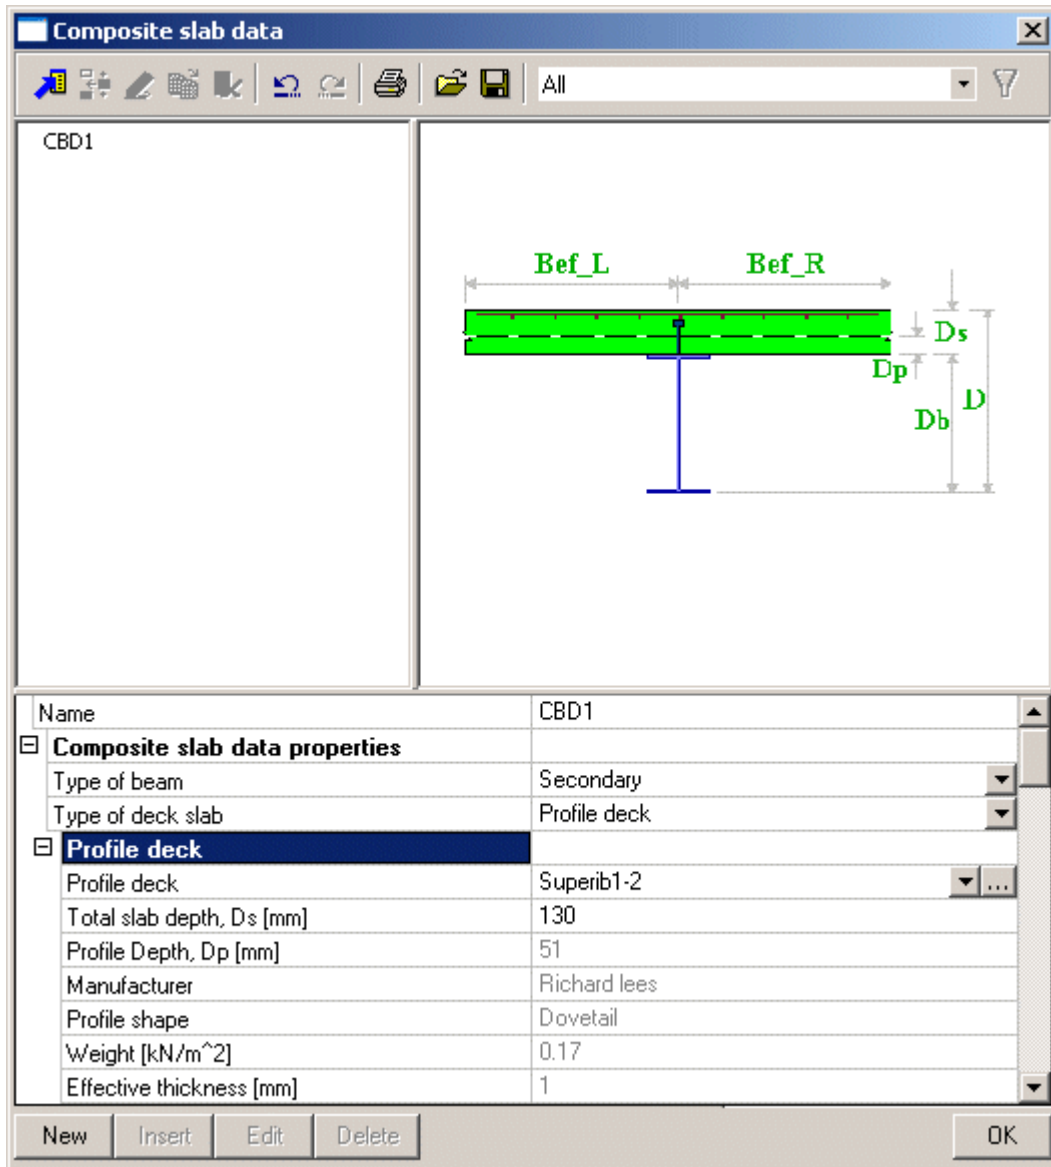 Composite slab data
All
CBD1
Bef_L Bef_R
Ds
Dp
D
Db
Name CBD1
Composite slab data properties
Type of beam Secondary
Type of deck slab Profile deck
Profile deck
Profile deck Superib1-2 ...
Total slab depth, Ds [mm] 130
Profile Depth, Dp [mm] 51
Manufacturer Richard lees
Profile shape Dovetail
Weight [kN/m^2] 0.17
Effective thickness [mm] 1
New Insert Edit Delete OK